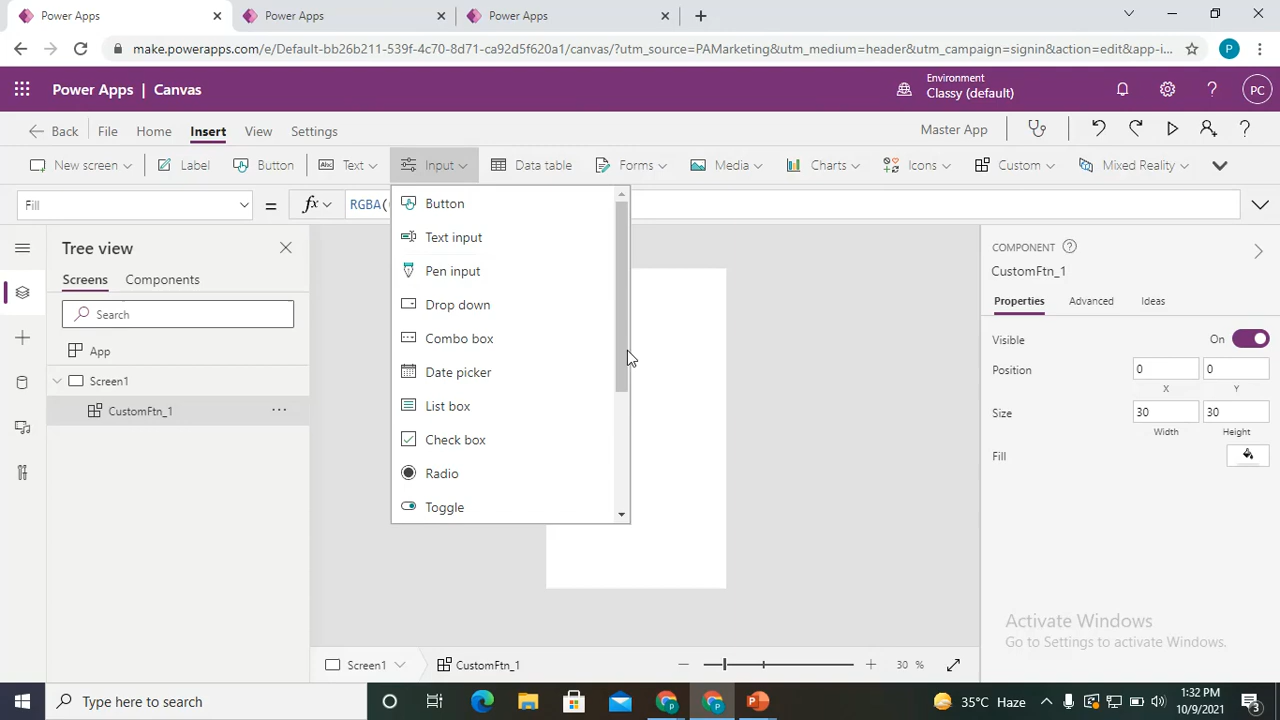 Power Apps
Power Apps
Power Apps
make.powerapps.com/e/Default-bb26b211-539f-4c70-8d71-ca92d5f620a1/canvas/?utm_source=PAMarketing&utm_medium=header&utm_campaign=signin&action=edit&app-i...
P
Power Apps | Canvas
Environment
Classy (default)
PC
Back
File
Home
Insert
View
Settings
Master App
New screen
Label
Button
Text
Input
Data table
Forms
Media
Charts
Icons
Custom
Mixed Reality
Fill
=
fx
RGBA(
Tree view
Screens
Components
Search
App
Screen1
CustomFtn_1
Button
Text input
Pen input
Drop down
Combo box
Date picker
List box
Check box
Radio
Toggle
COMPONENT
CustomFtn_1
Properties
Advanced
Ideas
Visible
On
Position
0
0
X
Y
Size
30
30
Width
Height
Fill
Activate Windows
Go to Settings to activate Windows.
Screen1
CustomFtn_1
30 %
Type here to search
35°C Haze
1:32 PM
10/9/2021
3